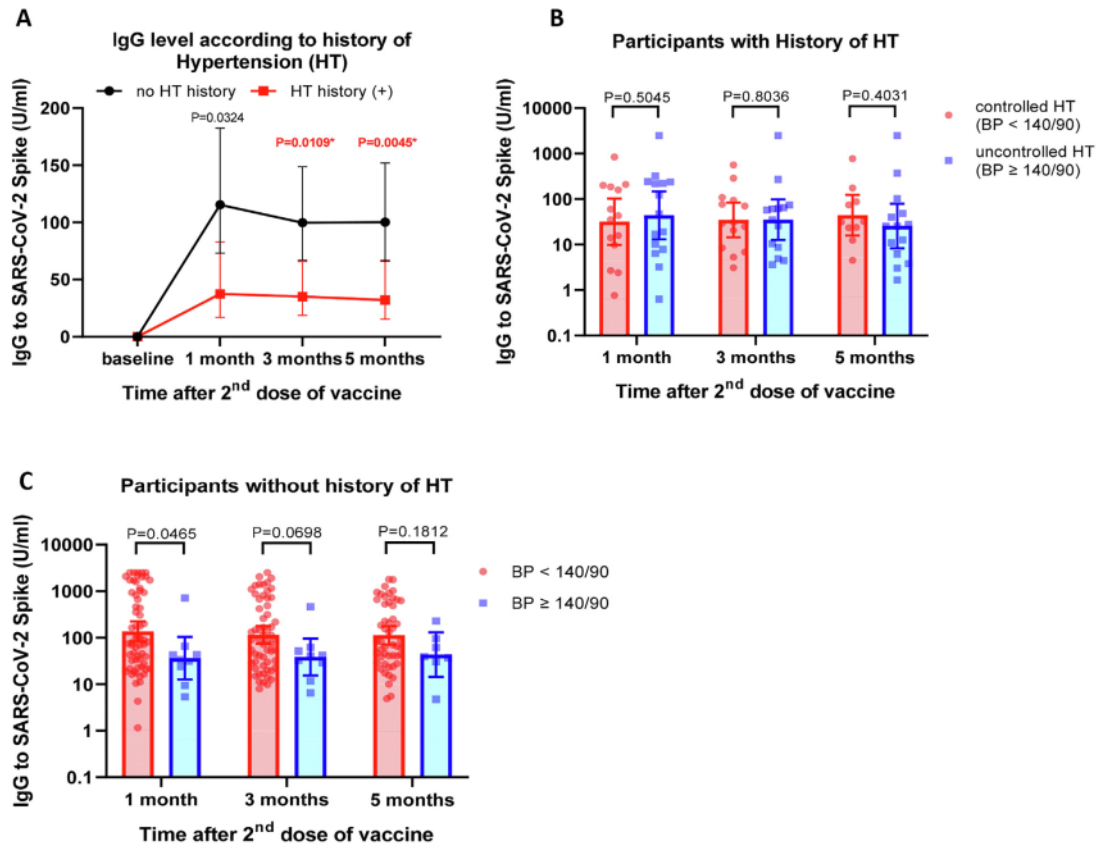 A
IgG level according to history of
Hypertension (HT)
no HT history
HT history (+)
IgG to SARS-CoV-2 Spike (U/ml)
200
150
100
50
0
P=0.0324
P=0.0109*
P=0.0045*
baseline
1 month
3 months
5 months
Time after 2nd dose of vaccine
B
Participants with History of HT
IgG to SARS-CoV-2 Spike (U/ml)
10000
1000
100
10
1
0.1
P=0.5045
P=0.8036
P=0.4031
controlled HT
(BP < 140/90)
uncontrolled HT
(BP ≥ 140/90)
1 month
3 months
5 months
Time after 2nd dose of vaccine
C
Participants without history of HT
IgG to SARS-CoV-2 Spike (U/ml)
10000
1000
100
10
1
0.1
P=0.0465
P=0.0698
P=0.1812
BP < 140/90
BP ≥ 140/90
1 month
3 months
5 months
Time after 2nd dose of vaccine